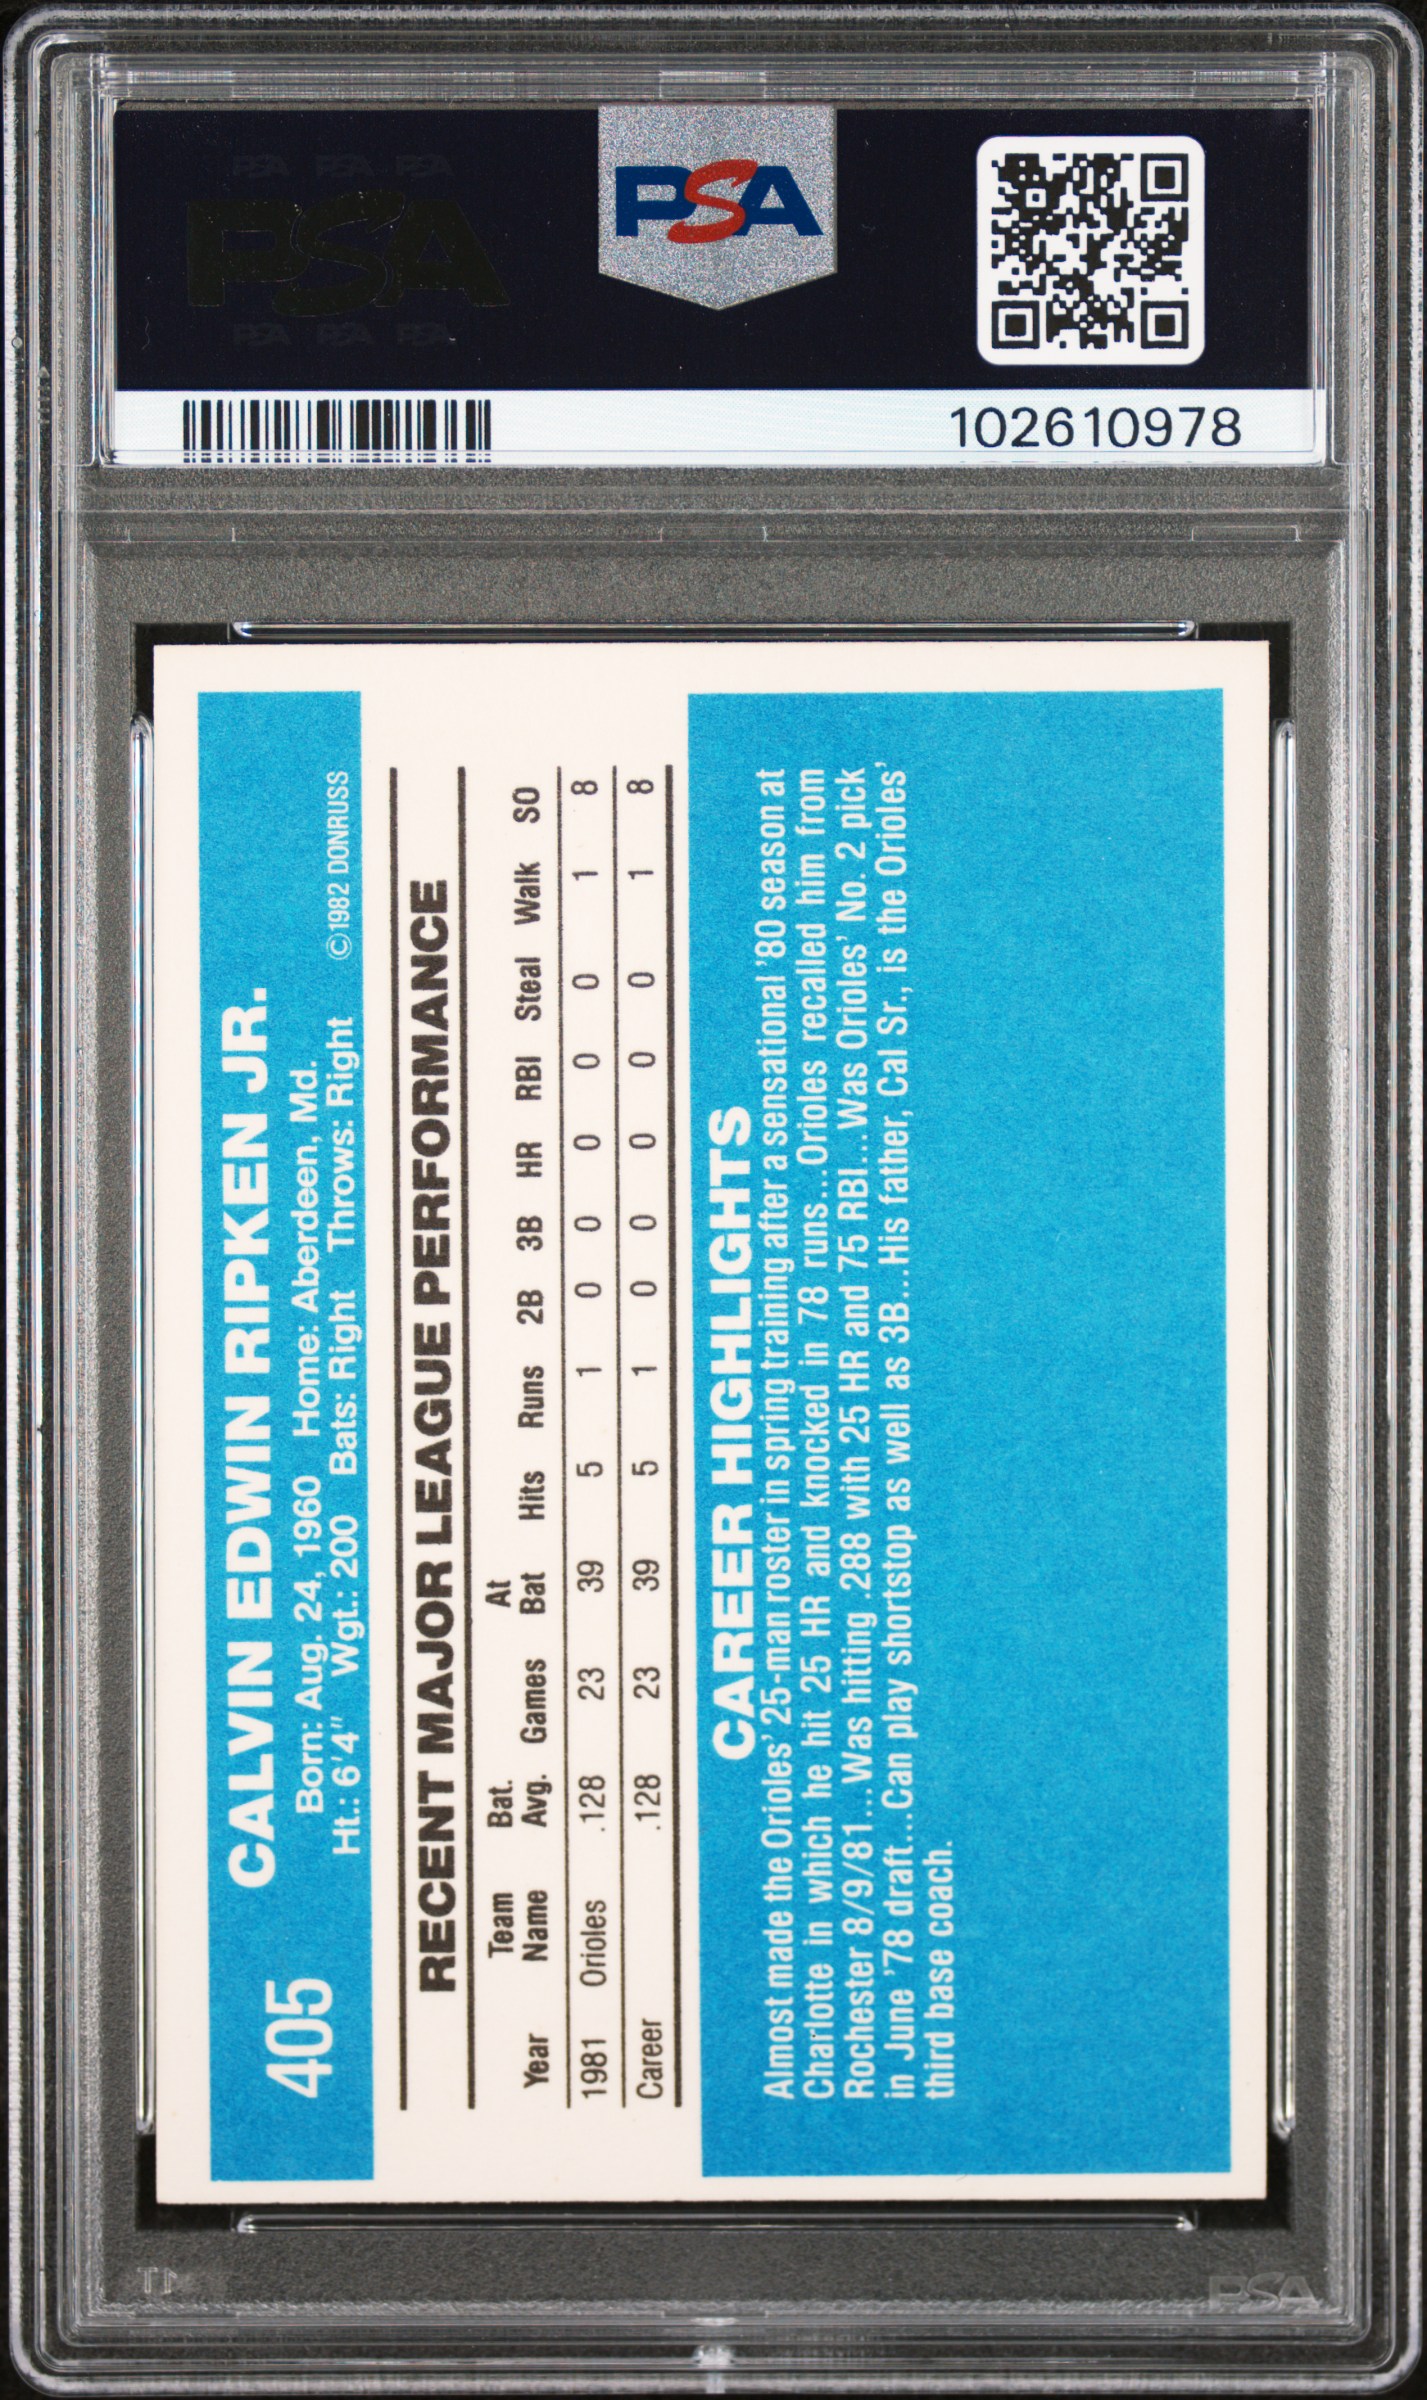 PSA PSA PSA
PSA
PSA PSA PSA
PSA
102610978
405 CALVIN EDWIN RIPKEN JR.
Born: Aug. 24, 1960 Home: Aberdeen, Md.
Ht.: 6'4" Wgt.: 200 Bats: Right Throws: Right ©1982 DONRUSS
RECENT MAJOR LEAGUE PERFORMANCE
Team Bat. At
Year Name Avg. Games Bat Hits Runs 2B 3B HR RBI Steal Walk SO
1981 Orioles .128 23 39 5 1 0 0 0 0 0 1 8
Career .128 23 39 5 1 0 0 0 0 0 1 8
CAREER HIGHLIGHTS
Almost made the Orioles' 25-man roster in spring training after a sensational '80 season at
Charlotte in which he hit 25 HR and knocked in 78 runs...Orioles recalled him from
Rochester 8/9/81...Was hitting .288 with 25 HR and 75 RBI...Was Orioles' No. 2 pick
in June '78 draft...Can play shortstop as well as 3B...His father, Cal Sr., is the Orioles'
third base coach.
PSA